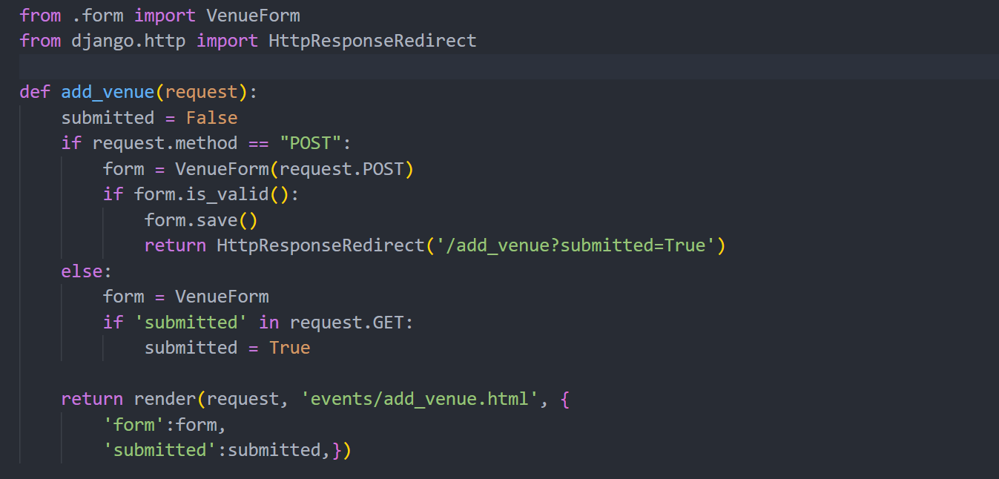 from .form import VenueForm
from django.http import HttpResponseRedirect

def add_venue(request):
    submitted = False
    if request.method == "POST":
        form = VenueForm(request.POST)
        if form.is_valid():
            form.save()
            return HttpResponseRedirect('/add_venue?submitted=True')
    else:
        form = VenueForm
        if 'submitted' in request.GET:
            submitted = True

    return render(request, 'events/add_venue.html', {
        'form':form,
        'submitted':submitted,})